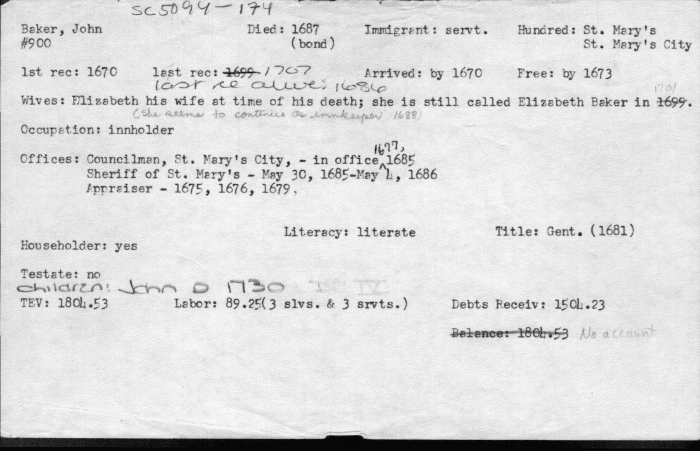 SC5094-174
Baker, John Died: 1687 Immigrant: servt. Hundred: St. Mary's
#900 (bond) St. Mary's City
1st rec: 1670 last rec: 1699 1707 Arrived: by 1670 Free: by 1673
last rec alive: 1686
1701
Wives: Elizabeth his wife at time of his death; she is still called Elizabeth Baker in 1699.
(She seems to continue as innkeeper 1688)
Occupation: innholder
1677,
Offices: Councilman, St. Mary's City, - in office 1685
Sheriff of St. Mary's - May 30, 1685-May 4, 1686
Appraiser - 1675, 1676, 1679.
Literacy: literate Title: Gent. (1681)
Householder: yes
Testate: no
children: John D 1730
TEV: 1804.53 Labor: 89.25(3 slvs. & 3 srvts.) Debts Receiv: 1504.23
Balance: 1804.53 No account